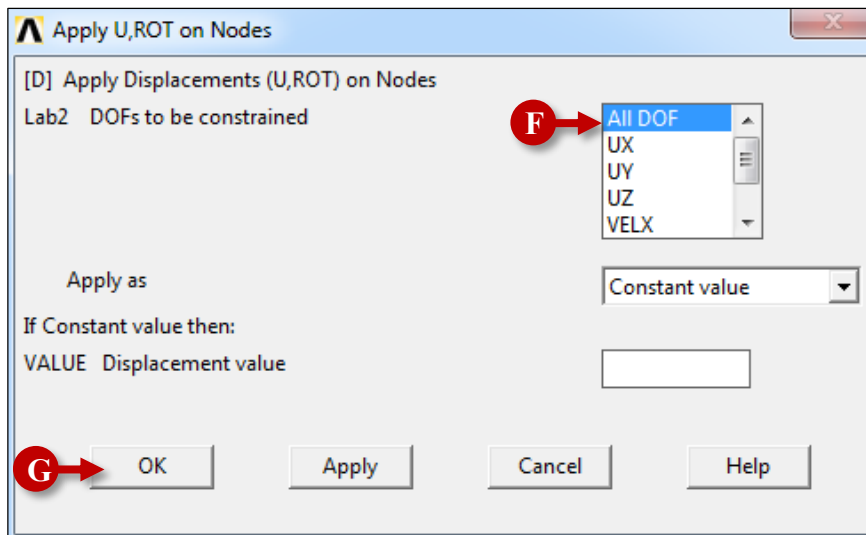 Apply U,ROT on Nodes
[D] Apply Displacements (U,ROT) on Nodes
Lab2 DOFs to be constrained
F
All DOF
UX
UY
UZ
VELX
Apply as
Constant value
If Constant value then:
VALUE Displacement value
G
OK Apply Cancel Help